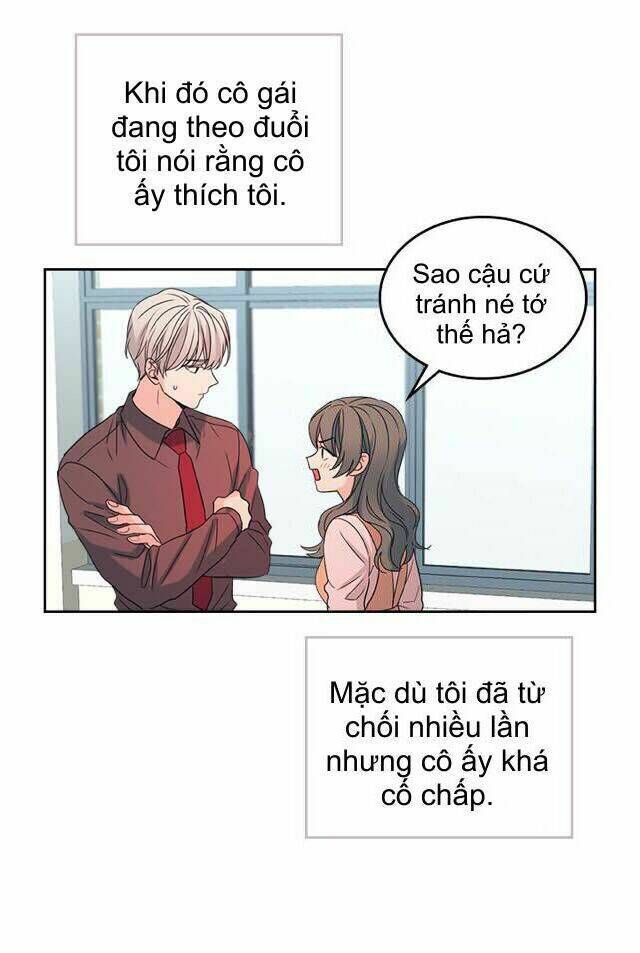 Khi đó cô gái
đang theo đuổi
tôi nói rằng cô
ấy thích tôi.
Sao cậu cứ
tránh né tớ
thế hả?
Mặc dù tôi đã từ
chối nhiều lần
nhưng cô ấy khá
cố chấp.